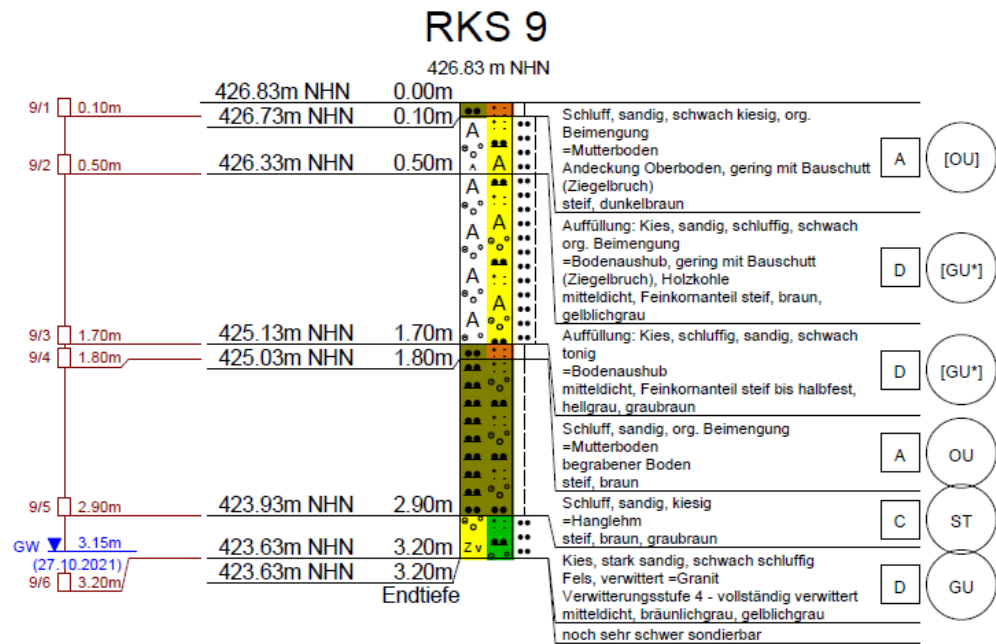 RKS 9
426.83 m NHN
9/1 0.10m
9/2 0.50m
9/3 1.70m
9/4 1.80m
9/5 2.90m
GW 3.15m
(27.10.2021)
9/6 3.20m
426.83m NHN 0.00m
426.73m NHN 0.10m
426.33m NHN 0.50m
425.13m NHN 1.70m
425.03m NHN 1.80m
423.93m NHN 2.90m
423.63m NHN 3.20m
423.63m NHN 3.20m
Endtiefe
A
A
A
A
A
A
A
A
A
Z v
Schluff, sandig, schwach kiesig, org.
Beimengung
=Mutterboden
Andeckung Oberboden, gering mit Bauschutt
(Ziegelbruch)
steif, dunkelbraun
A [OU]
Auffüllung: Kies, sandig, schluffig, schwach
org. Beimengung
=Bodenaushub, gering mit Bauschutt
(Ziegelbruch), Holzkohle
mitteldicht, Feinkornanteil steif, braun,
gelblichgrau
D [GU*]
Auffüllung: Kies, schluffig, sandig, schwach
tonig
=Bodenaushub
mitteldicht, Feinkornanteil steif bis halbfest,
hellgrau, graubraun
D [GU*]
Schluff, sandig, org. Beimengung
=Mutterboden
begrabener Boden
steif, braun
A OU
Schluff, sandig, kiesig
=Hanglehm
steif, braun, graubraun
C ST
Kies, stark sandig, schwach schluffig
Fels, verwittert =Granit
Verwitterungsstufe 4 - vollständig verwittert
mitteldicht, bräunlichgrau, gelblichgrau
D GU
noch sehr schwer sondierbar